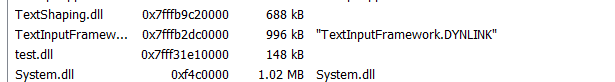 TextShaping.dll 0x7fffb9c20000 688 kB
TextInputFramew... 0x7fffb2dc0000 996 kB "TextInputFramework.DYNLINK"
test.dll 0x7fff31e10000 148 kB
System.dll 0xf4c0000 1.02 MB System.dll